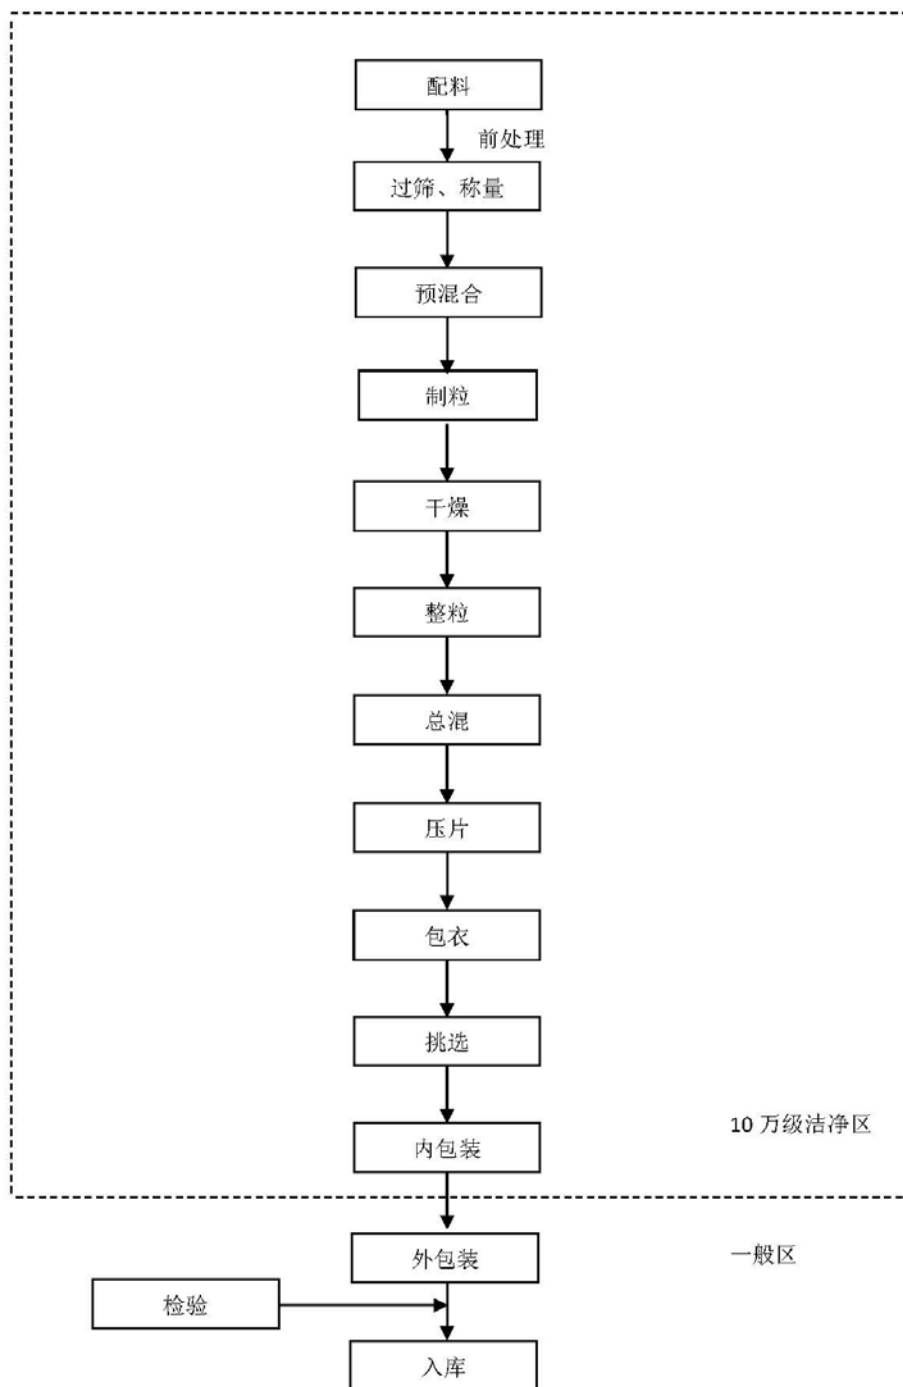 配料
前处理
过筛、称量
预混合
制粒
干燥
整粒
总混
压片
包衣
挑选
10 万级洁净区
内包装
外包装
一般区
检验
入库